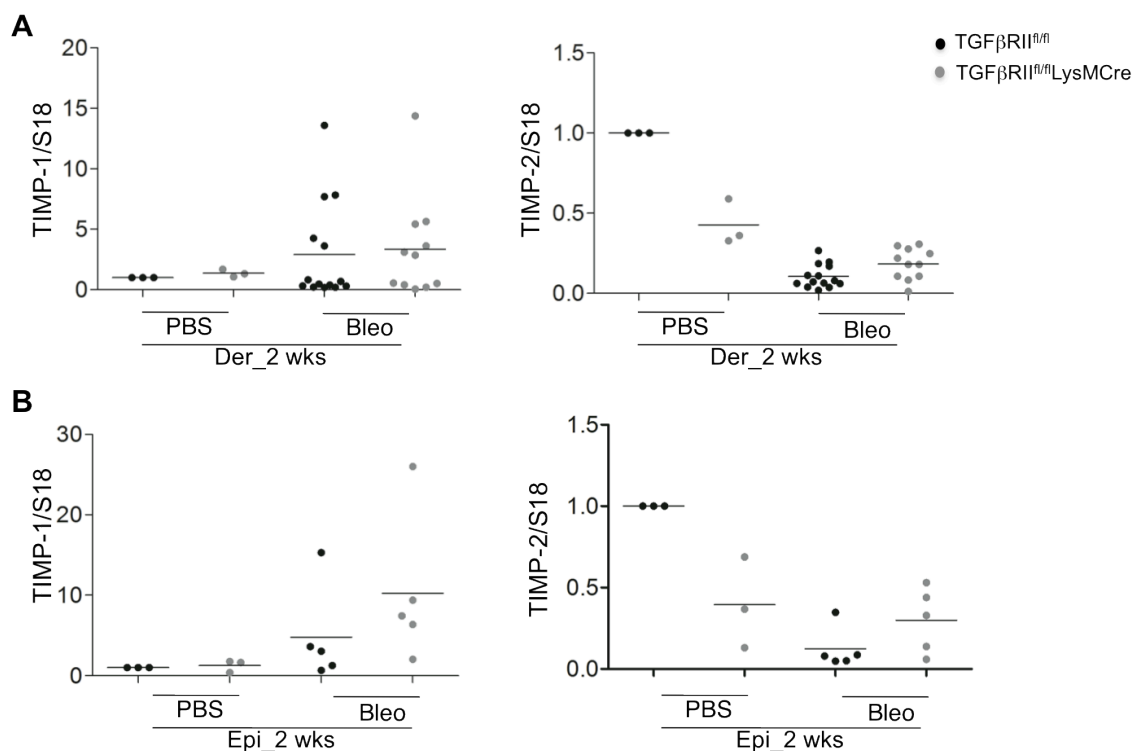 A
TGFβRII^fl/fl
TGFβRII^fl/flLysMCre
TIMP-1/S18
20
15
10
5
0
PBS
Bleo
Der_2 wks
TIMP-2/S18
1.5
1.0
0.5
0.0
PBS
Bleo
Der_2 wks
B
TIMP-1/S18
30
20
10
0
PBS
Bleo
Epi_2 wks
TIMP-2/S18
1.5
1.0
0.5
0.0
PBS
Bleo
Epi_2 wks